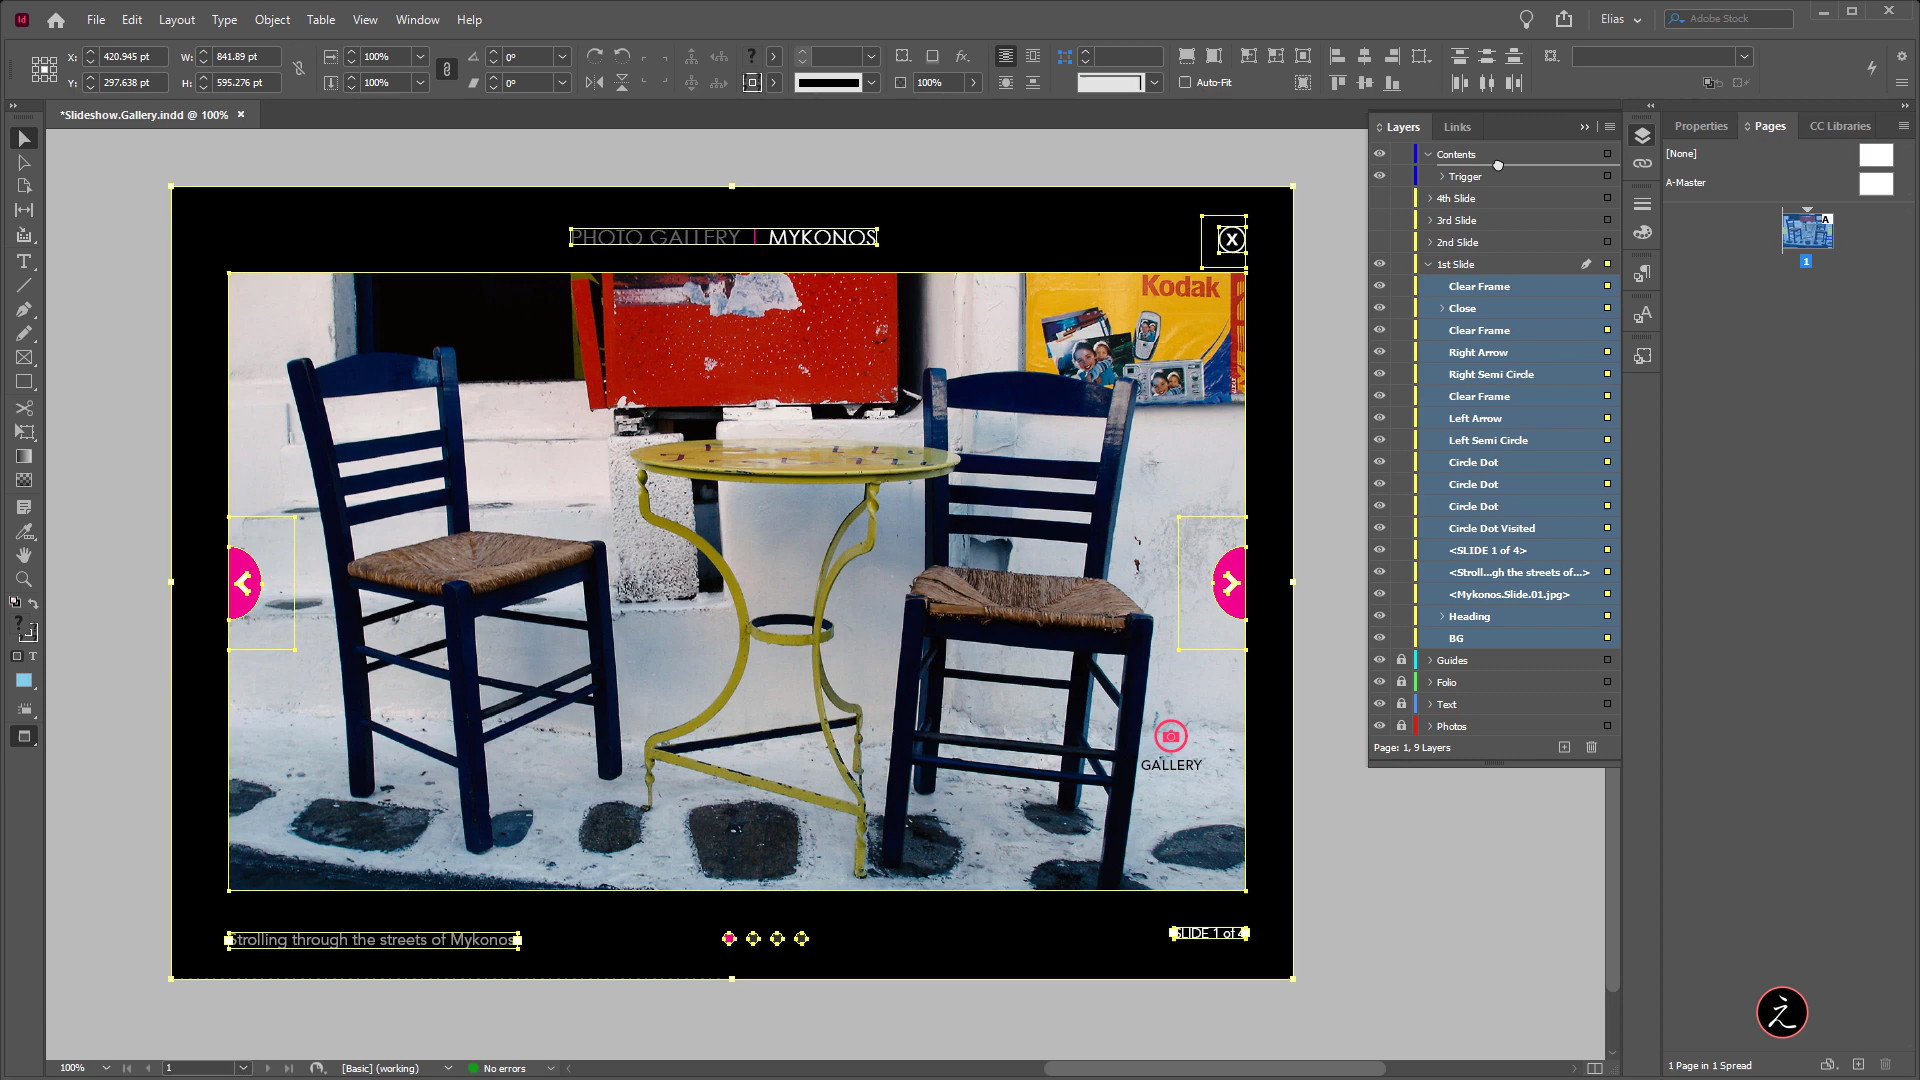 Id
File Edit Layout Type Object Table View Window Help
Elias
Adobe Stock
X: 420.945 pt W: 841.89 pt 100% 0°
Y: 297.638 pt H: 595.276 pt 100% 0° 100% Auto-Fit
*Slideshow.Gallery.indd @ 100%
Layers Links
Properties Pages CC Libraries
[None]
A-Master
A
1
Contents
Trigger
4th Slide
3rd Slide
2nd Slide
1st Slide
Clear Frame
Close
Clear Frame
Right Arrow
Right Semi Circle
Clear Frame
Left Arrow
Left Semi Circle
Circle Dot
Circle Dot
Circle Dot
Circle Dot Visited
<SLIDE 1 of 4>
<Stroll...gh the streets of...>
<Mykonos.Slide.01.jpg>
Heading
BG
Guides
Folio
Text
Photos
Page: 1, 9 Layers
PHOTO GALLERY | MYKONOS
X
Kodak
GALLERY
Strolling through the streets of Mykonos
SLIDE 1 of 4
之
100% 1 [Basic] (working) No errors
1 Page in 1 Spread